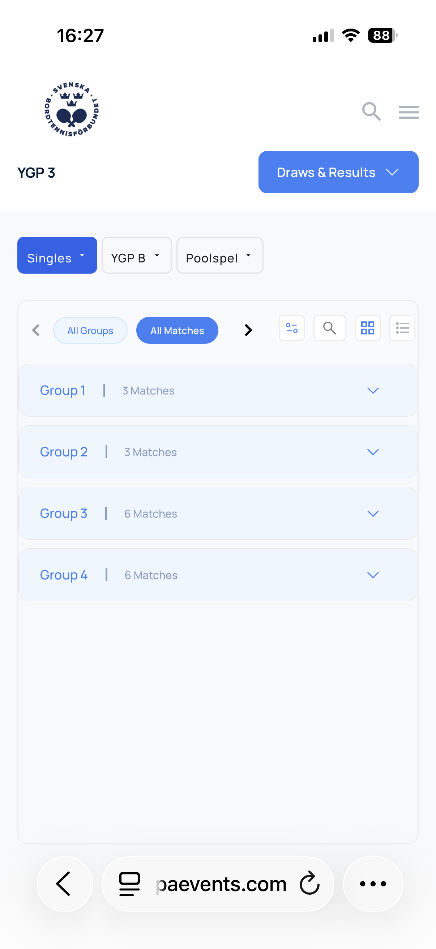 16:27
88
SVENSKA BORDTENNISFÖRBUNDET
YGP 3
Draws & Results
Singles
YGP B
Poolspel
All Groups
All Matches
Group 1 | 3 Matches
Group 2 | 3 Matches
Group 3 | 6 Matches
Group 4 | 6 Matches
paevents.com